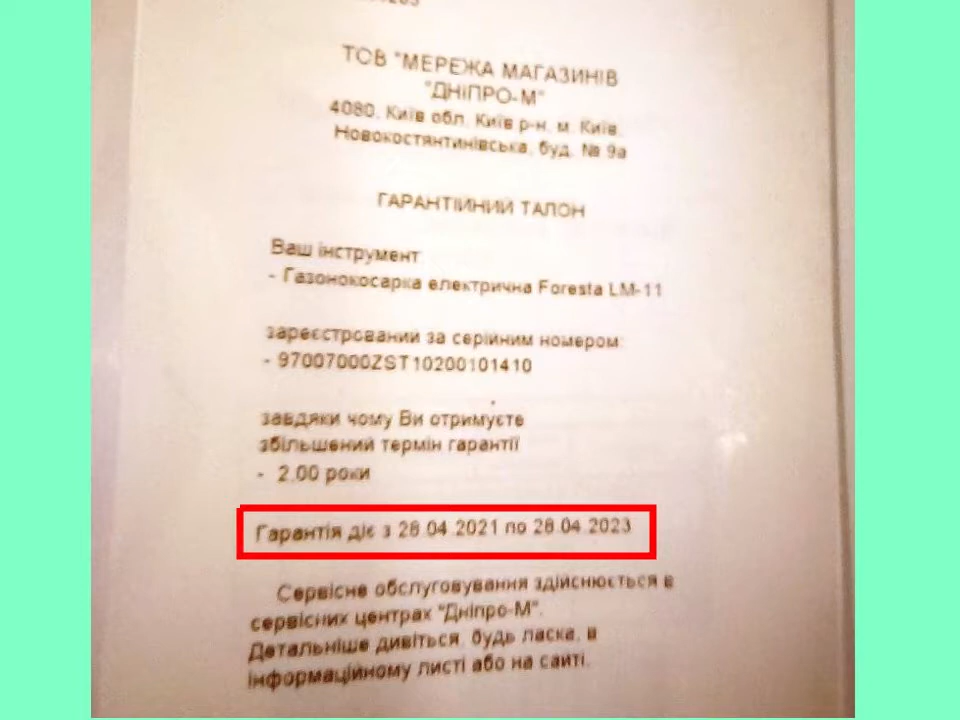 ТОВ "МЕРЕЖА МАГАЗИНІВ
"ДНІПРО-М"
4080, Київ обл, Київ р-н, м. Київ,
Новокостянтинівська, буд. № 9а
ГАРАНТІЙНИЙ ТАЛОН
Ваш інструмент
- Газонокосарка електрична Foresta LM-11
зареєстрований за серійним номером:
- 97007000ZST10200101410
завдяки чому Ви отримуєте
збільшений термін гарантії
- 2.00 роки
Гарантія діє з 28.04.2021 по 28.04.2023
Сервісне обслуговування здійснюється в
сервісних центрах "Дніпро-М".
Детальніше дивіться, будь ласка, в
інформаційному листі або на сайті.